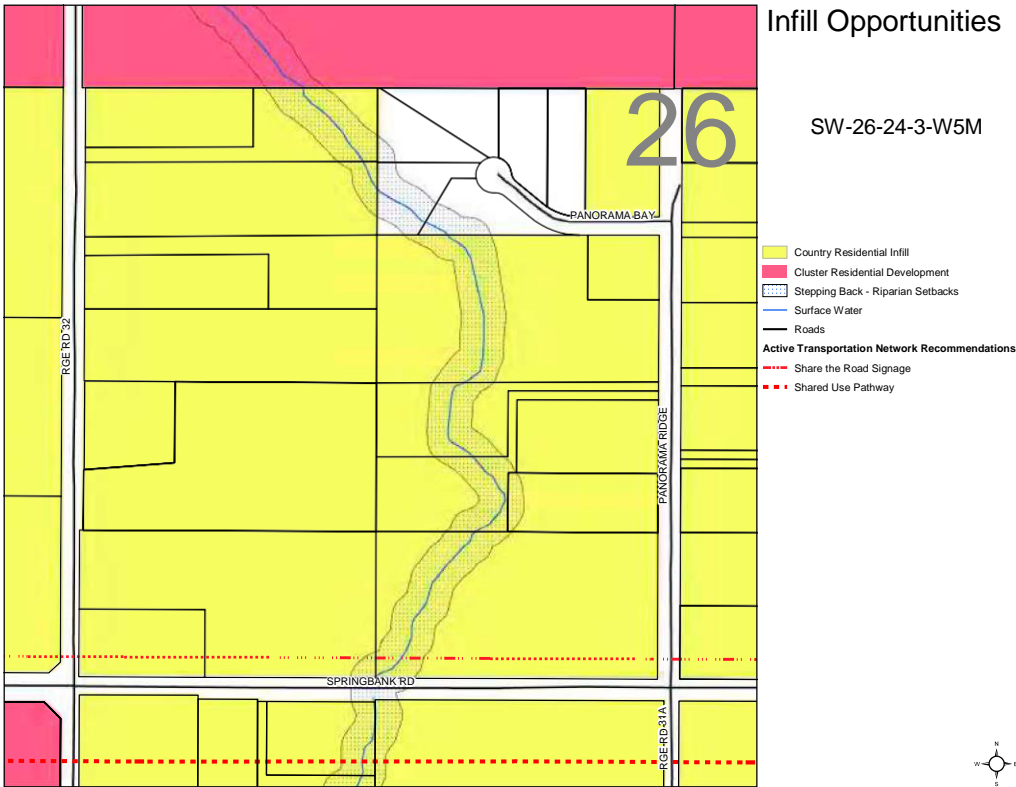 Infill Opportunities
26
SW-26-24-3-W5M
PANORAMA BAY
Country Residential Infill
Cluster Residential Development
Stepping Back - Riparian Setbacks
Surface Water
Roads
Active Transportation Network Recommendations
Share the Road Signage
Shared Use Pathway
RGE RD 32
PANORAMA RIDGE
SPRINGBANK RD
RGE RD 31A
N
W E
S